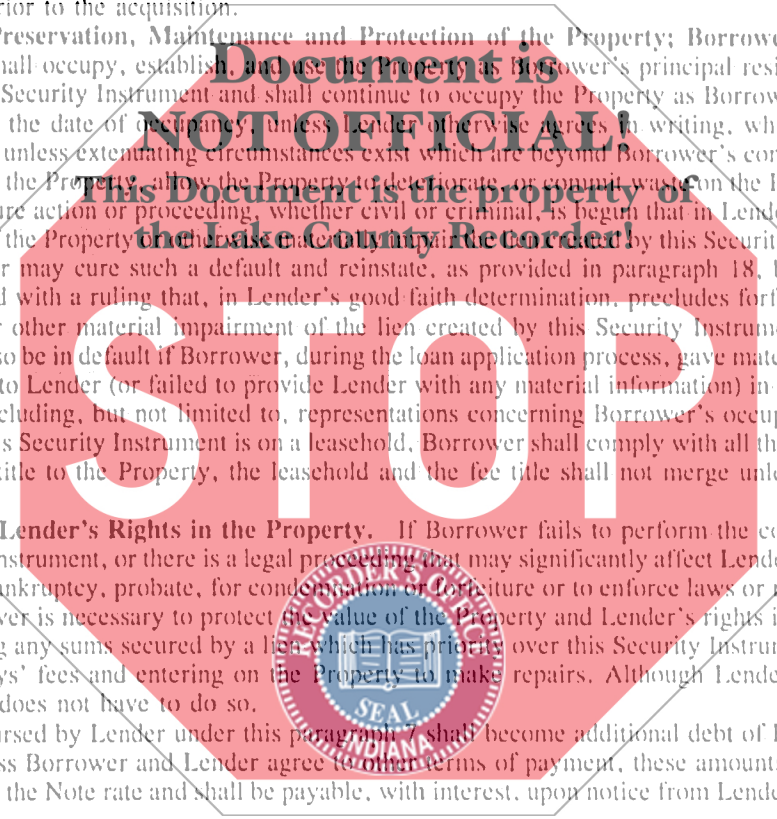 rior to the acquisition.
Preservation, Maintenance and Protection of the Property; Borrowe
Document is
hall occupy, establish, and use the Property as Borrower's principal resi
Security Instrument and shall continue to occupy the Property as Borrow
NOT OFFICIAL!
the date of occupancy, unless Lender otherwise agrees in writing, wh
unless extenuating circumstances exist which are beyond Borrower's con
This Document is the property of
the Property, allow the Property to deteriorate, or commit waste on the
ure action or proceeding, whether civil or criminal, is begun that in Lend
the Lake County Recorder!
the Property or otherwise materially impair the lien created by this Securit
r may cure such a default and reinstate, as provided in paragraph 18,
d with a ruling that, in Lender's good faith determination, precludes forf
r other material impairment of the lien created by this Security Instrume
so be in default if Borrower, during the loan application process, gave mate
STOP
to Lender (or failed to provide Lender with any material information) in
cluding, but not limited to, representations concerning Borrower's occup
s Security Instrument is on a leasehold, Borrower shall comply with all th
title to the Property, the leasehold and the fee title shall not merge unle
Lender's Rights in the Property. If Borrower fails to perform the co
nstrument, or there is a legal proceeding that may significantly affect Lende
ankruptcy, probate, for condemnation or forfeiture or to enforce laws or
ver is necessary to protect the value of the Property and Lender's rights i
g any sums secured by a lien which has priority over this Security Instrum
ys' fees and entering on the Property to make repairs. Although Lende
does not have to do so.
RECORDER'S OFFICE
SEAL
INDIANA
ursed by Lender under this paragraph 7 shall become additional debt of
ss Borrower and Lender agree to other terms of payment, these amounts
the Note rate and shall be payable, with interest, upon notice from Lende